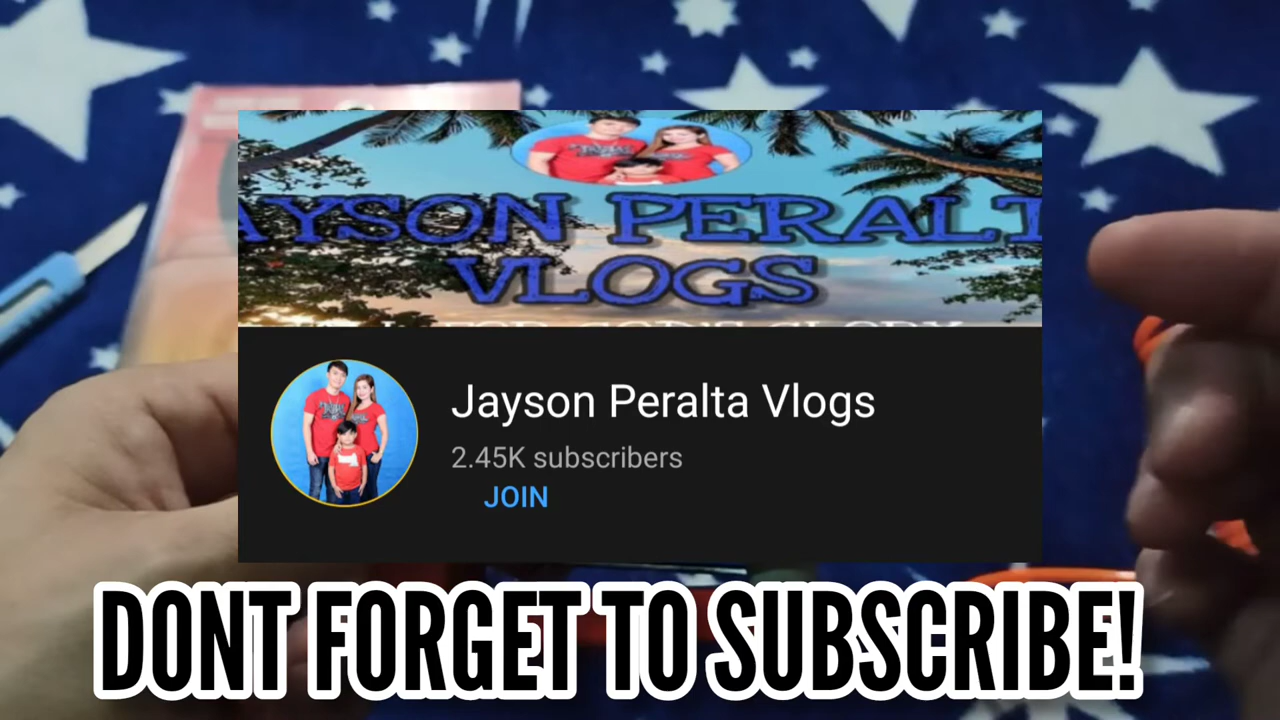 AYSON PERALT
VLOGS
Jayson Peralta Vlogs
2.45K subscribers
JOIN
DONT FORGET TO SUBSCRIBE!